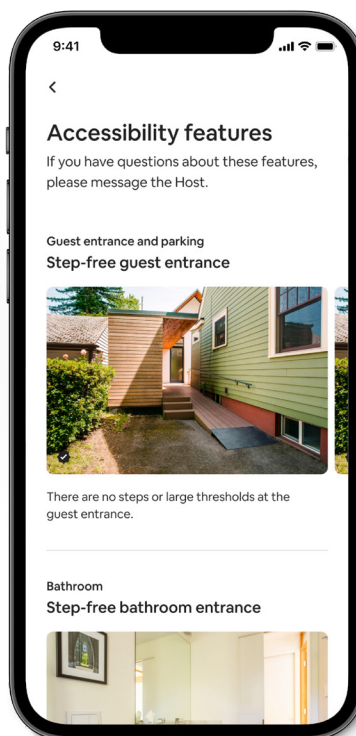 9:41
Accessibility features
If you have questions about these features,
please message the Host.
Guest entrance and parking
Step-free guest entrance
There are no steps or large thresholds at the
guest entrance.
Bathroom
Step-free bathroom entrance